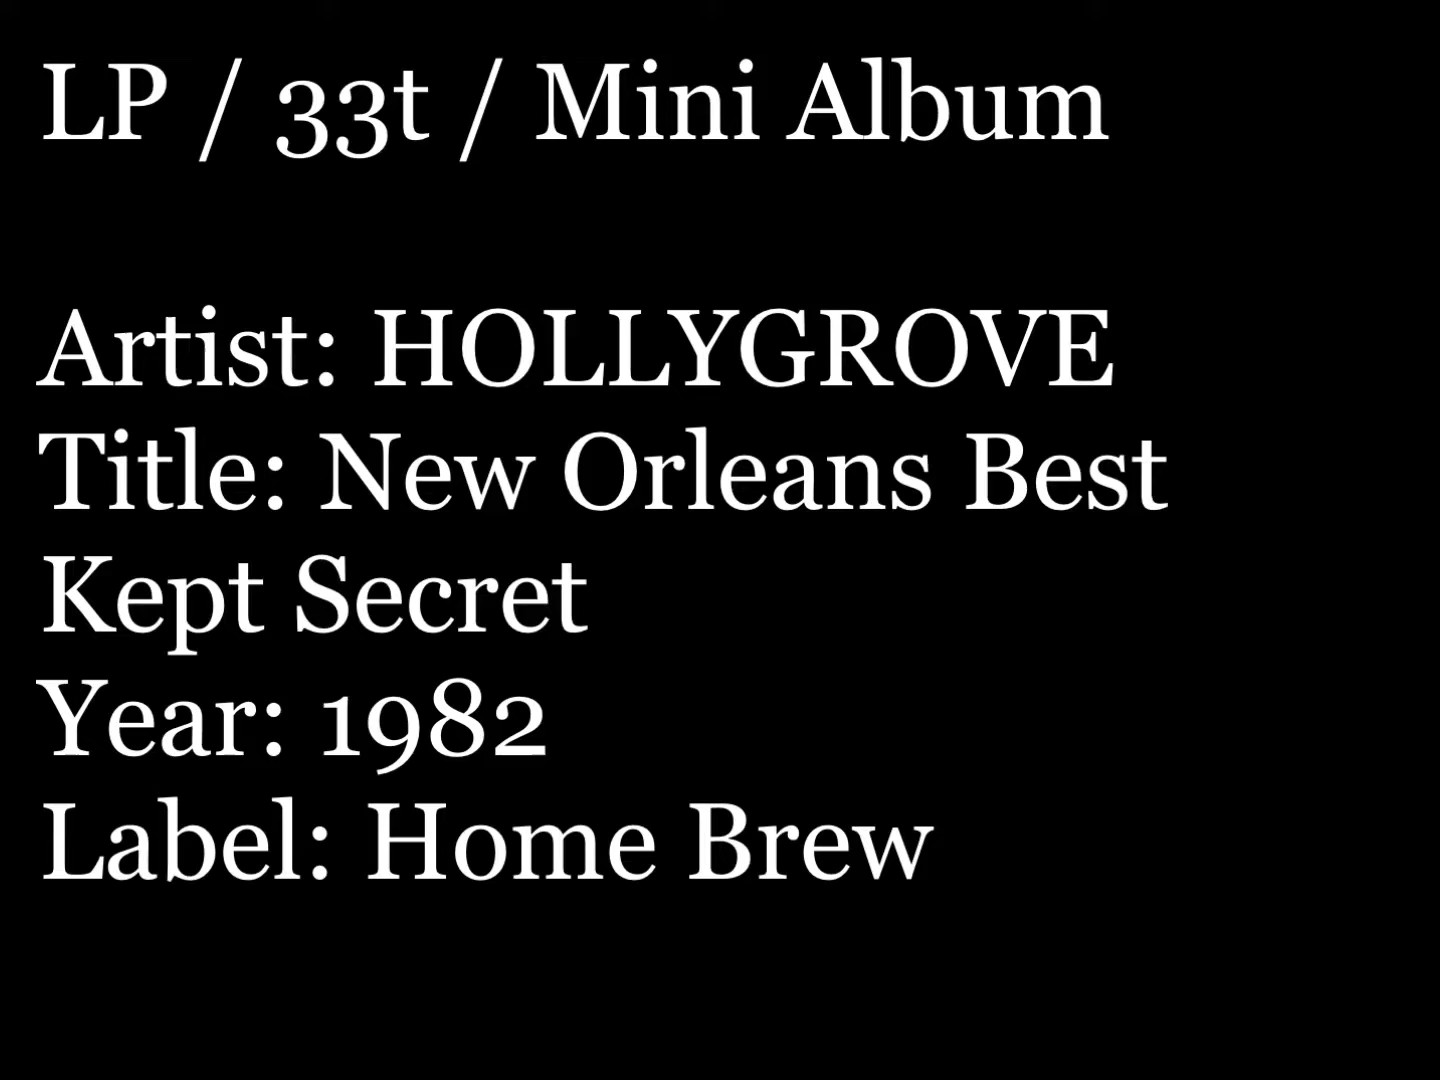 LP / 33t / Mini Album
Artist: HOLLYGROVE
Title: New Orleans Best
Kept Secret
Year: 1982
Label: Home Brew